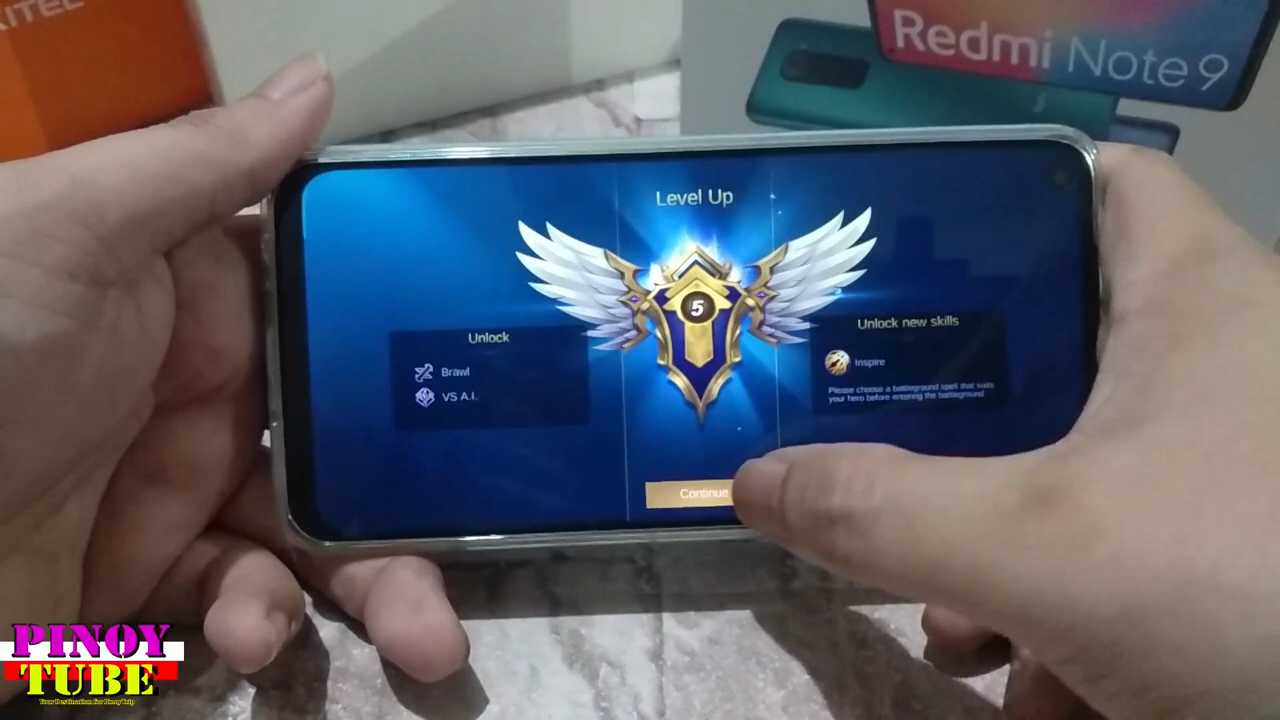 Redmi Note 9
Level Up
5
Unlock
Brawl
VS A.I.
Unlock new skills
Inspire
Please choose a battleground spell that suits
your hero before entering the battleground
Continue
PINOY
TUBE